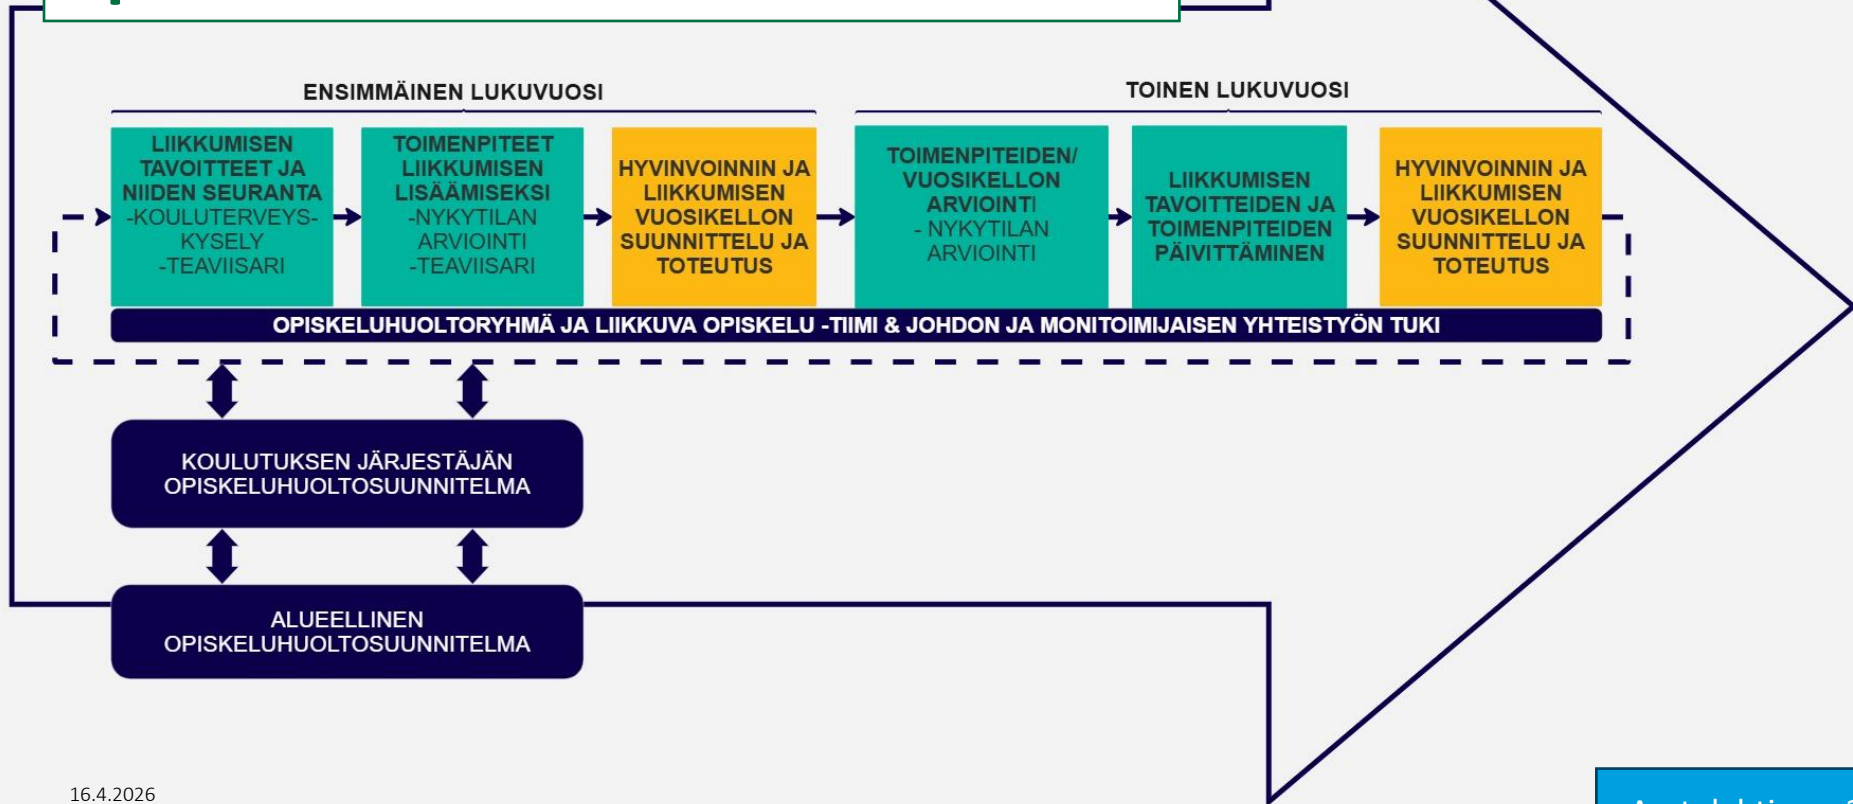 ENSIMMÄINEN LUKUVUOSI
TOINEN LUKUVUOSI
LIIKKUMISEN
TAVOITTEET JA
NIIDEN SEURANTA
-KOULUTERVEYS-
KYSELY
-TEAVIISARI
TOIMENPITEET
LIIKKUMISEN
LISÄÄMISEKSI
-NYKYTILAN
ARVIOINTI
-TEAVIISARI
HYVINVOINNIN JA
LIIKKUMISEN
VUOSIKELLON
SUUNNITTELU JA
TOTEUTUS
TOIMENPITEIDEN/
VUOSIKELLON
ARVIOINTI
- NYKYTILAN
ARVIOINTI
LIIKKUMISEN
TAVOITTEIDEN JA
TOIMENPITEIDEN
PÄIVITTÄMINEN
HYVINVOINNIN JA
LIIKKUMISEN
VUOSIKELLON
SUUNNITTELU JA
TOTEUTUS
OPISKELUHUOLTORYHMÄ JA LIIKKUVA OPISKELU -TIIMI & JOHDON JA MONITOIMIJAISEN YHTEISTYÖN TUKI
KOULUTUKSEN JÄRJESTÄJÄN
OPISKELUHUOLTOSUUNNITELMA
ALUEELLINEN
OPISKELUHUOLTOSUUNNITELMA
16.4.2026